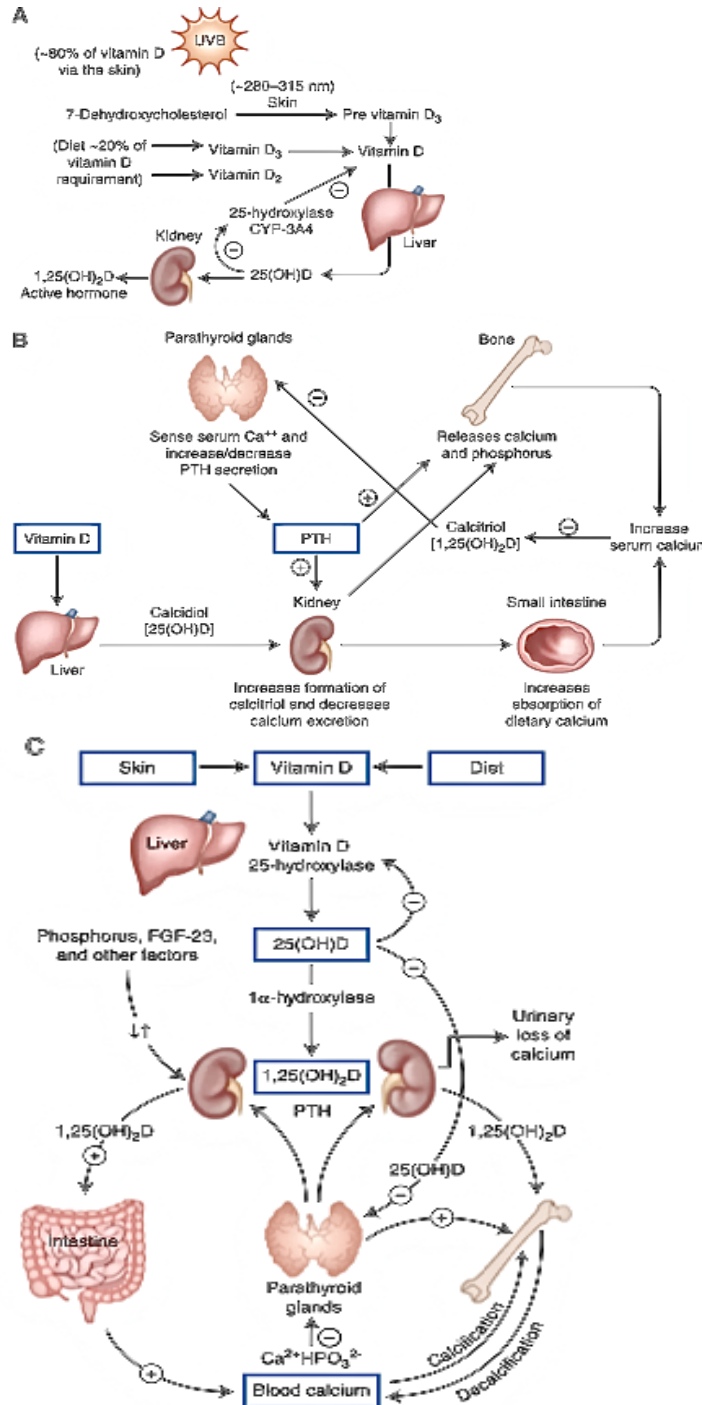 A
UVB
(~80% of vitamin D
via the skin)
(~280–315 nm)
Skin
7-Dehydroxycholesterol
Pre vitamin D₃
(Diet ~20% of
vitamin D
requirement)
Vitamin D₃
Vitamin D
Vitamin D₂
25-hydroxylase
CYP-3A4
Liver
Kidney
1,25(OH)₂D
Active hormone
25(OH)D
B
Parathyroid glands
Bone
Sense serum Ca⁺⁺ and
increase/decrease
PTH secretion
Releases calcium
and phosphorus
Vitamin D
PTH
Calcitriol
[1,25(OH)₂D]
Increase
serum calcium
Liver
Calcidiol
[25(OH)D]
Kidney
Small intestine
Increases formation of
calcitriol and decreases
calcium excretion
Increases
absorption of
dietary calcium
C
Skin
Vitamin D
Diet
Liver
Vitamin D
25-hydroxylase
Phosphorus, FGF-23,
and other factors
25(OH)D
1α-hydroxylase
↓↑
Urinary
loss of
calcium
1,25(OH)₂D
PTH
1,25(OH)₂D
1,25(OH)₂D
25(OH)D
Intestine
Parathyroid
glands
Calcification
Decalcification
Ca²⁺HPO₃²⁻
Blood calcium